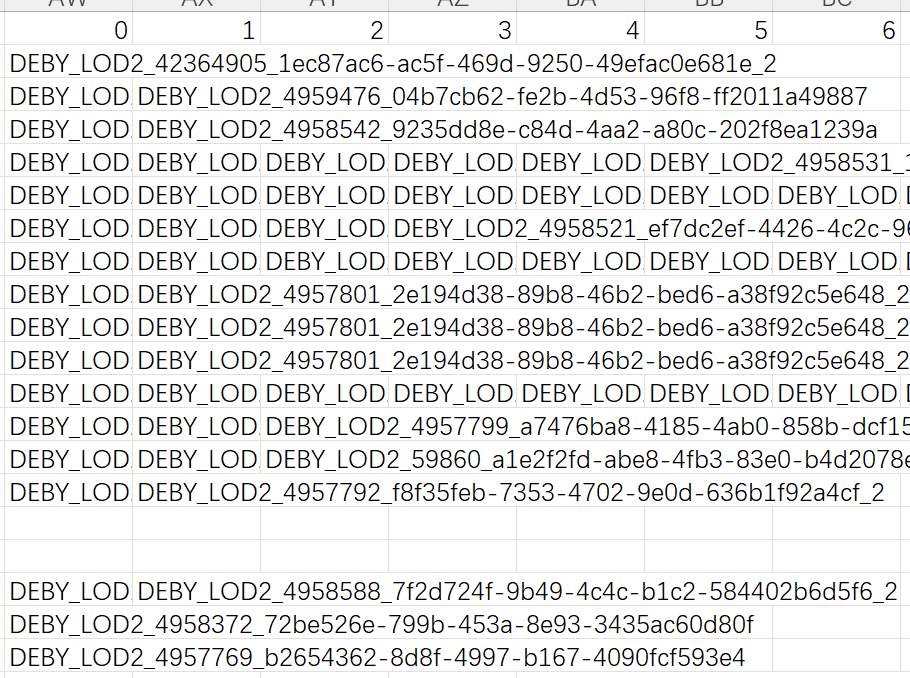 AW AX AY AZ BA BB BC
0 1 2 3 4 5 6
DEBY_LOD2_42364905_1ec87ac6-ac5f-469d-9250-49efac0e681e_2
DEBY_LOD DEBY_LOD2_4959476_04b7cb62-fe2b-4d53-96f8-ff2011a49887
DEBY_LOD DEBY_LOD2_4958542_9235dd8e-c84d-4aa2-a80c-202f8ea1239a
DEBY_LOD DEBY_LOD DEBY_LOD DEBY_LOD DEBY_LOD DEBY_LOD2_4958531_1
DEBY_LOD DEBY_LOD DEBY_LOD DEBY_LOD DEBY_LOD DEBY_LOD DEBY_LOD
DEBY_LOD DEBY_LOD DEBY_LOD DEBY_LOD2_4958521_ef7dc2ef-4426-4c2c-96
DEBY_LOD DEBY_LOD DEBY_LOD DEBY_LOD DEBY_LOD DEBY_LOD DEBY_LOD
DEBY_LOD DEBY_LOD2_4957801_2e194d38-89b8-46b2-bed6-a38f92c5e648_2
DEBY_LOD DEBY_LOD2_4957801_2e194d38-89b8-46b2-bed6-a38f92c5e648_2
DEBY_LOD DEBY_LOD2_4957801_2e194d38-89b8-46b2-bed6-a38f92c5e648_2
DEBY_LOD DEBY_LOD DEBY_LOD DEBY_LOD DEBY_LOD DEBY_LOD DEBY_LOD
DEBY_LOD DEBY_LOD DEBY_LOD2_4957799_a7476ba8-4185-4ab0-858b-dcf15
DEBY_LOD DEBY_LOD DEBY_LOD2_59860_a1e2f2fd-abe8-4fb3-83e0-b4d2078e
DEBY_LOD DEBY_LOD2_4957792_f8f35feb-7353-4702-9e0d-636b1f92a4cf_2
DEBY_LOD DEBY_LOD2_4958588_7f2d724f-9b49-4c4c-b1c2-584402b6d5f6_2
DEBY_LOD2_4958372_72be526e-799b-453a-8e93-3435ac60d80f
DEBY_LOD2_4957769_b2654362-8d8f-4997-b167-4090fcf593e4